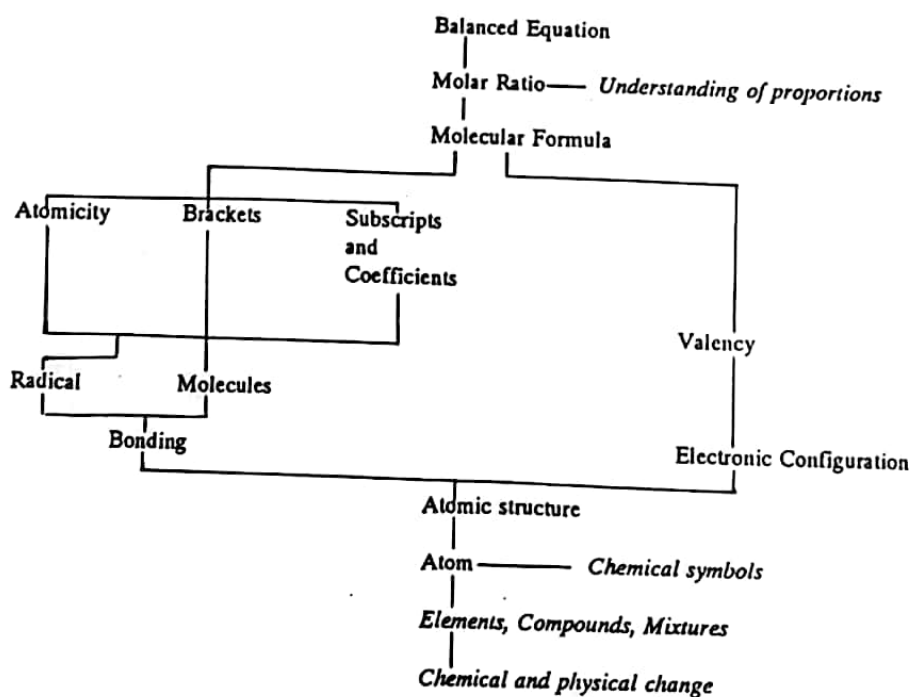 Balanced Equation
Molar Ratio
Understanding of proportions
Molecular Formula
Atomicity
Brackets
Subscripts
and
Coefficients
Valency
Radical
Molecules
Bonding
Electronic Configuration
Atomic structure
Atom
Chemical symbols
Elements, Compounds, Mixtures
Chemical and physical change